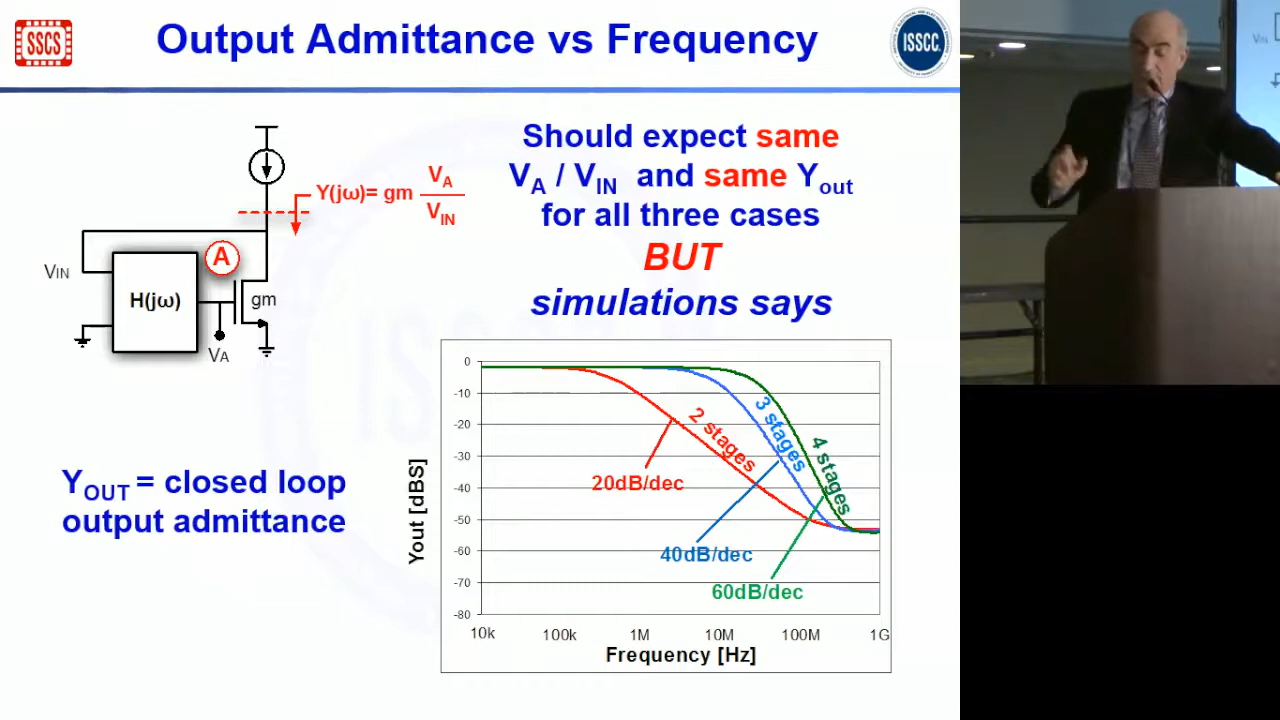 SSCS
Output Admittance vs Frequency
ISSCC
Should expect same
VA / VIN and same Yout
for all three cases
BUT
simulations says
Y(jω)= gm VA
VIN
A
VIN
H(jω)
gm
VA
YOUT = closed loop
output admittance
Yout [dBS]
0
-10
-20
-30
-40
-50
-60
-70
-80
2 stages
3 stages
4 stages
20dB/dec
40dB/dec
60dB/dec
10k 100k 1M 10M 100M 1G
Frequency [Hz]
VIN